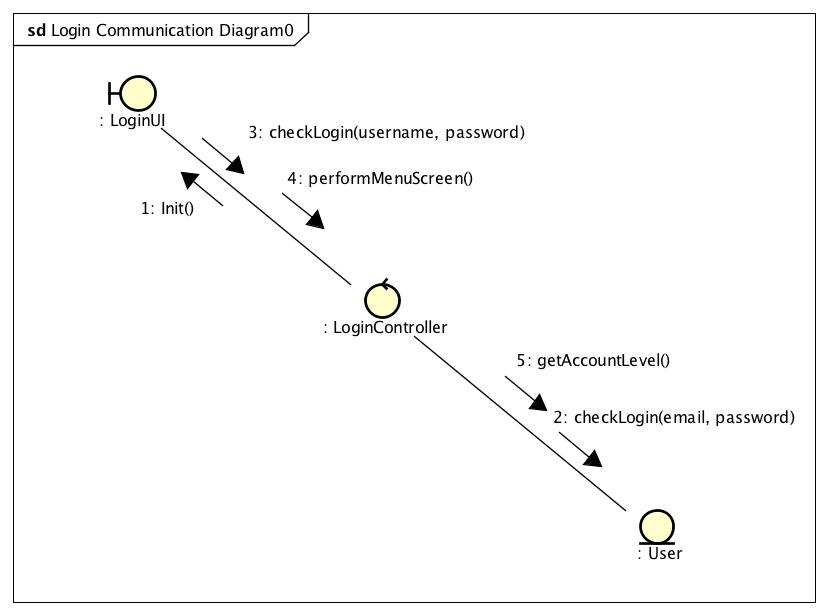 sd Login Communication Diagram0
: LoginUI
3: checkLogin(username, password)
4: performMenuScreen()
1: Init()
: LoginController
5: getAccountLevel()
2: checkLogin(email, password)
: User